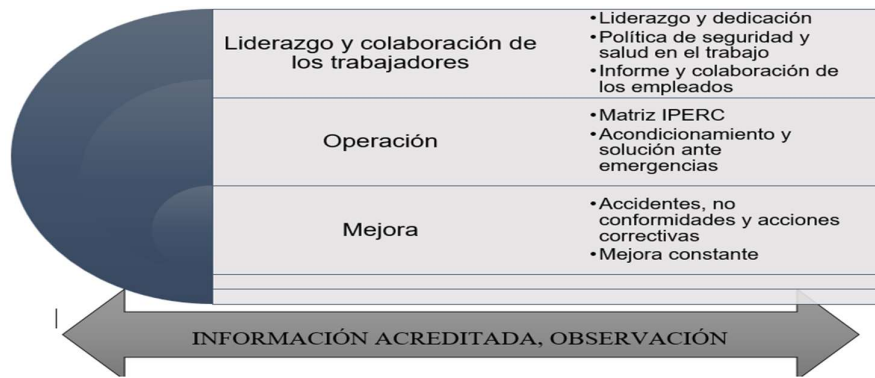 Liderazgo y colaboración de
los trabajadores
•Liderazgo y dedicación
•Política de seguridad y
salud en el trabajo
•Informe y colaboración de
los empleados
Operación
•Matriz IPERC
•Acondicionamiento y
solución ante
emergencias
Mejora
•Accidentes, no
conformidades y acciones
correctivas
•Mejora constante
INFORMACIÓN ACREDITADA, OBSERVACIÓN